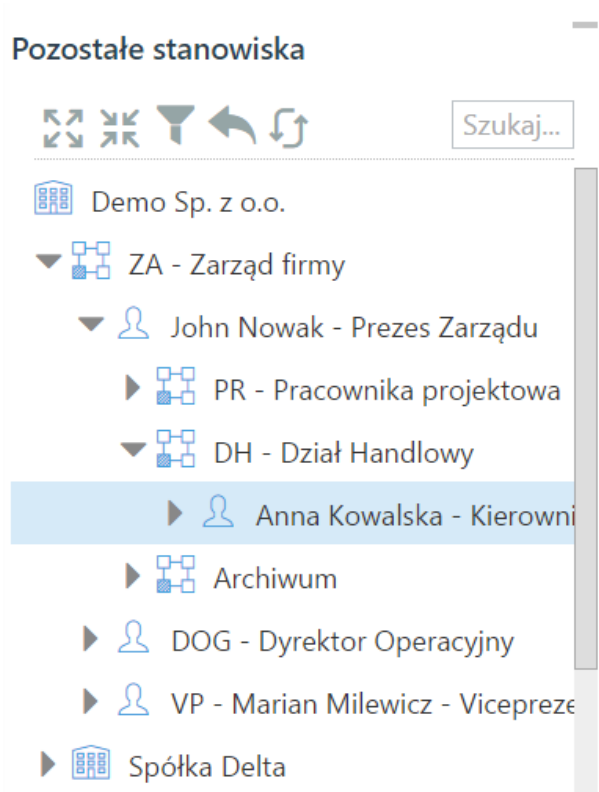 Pozostałe stanowiska
Szukaj...
Demo Sp. z o.o.
ZA - Zarząd firmy
John Nowak - Prezes Zarządu
PR - Pracownika projektowa
DH - Dział Handlowy
Anna Kowalska - Kierowni
Archiwum
DOG - Dyrektor Operacyjny
VP - Marian Milewicz - Vicepreze
Spółka Delta